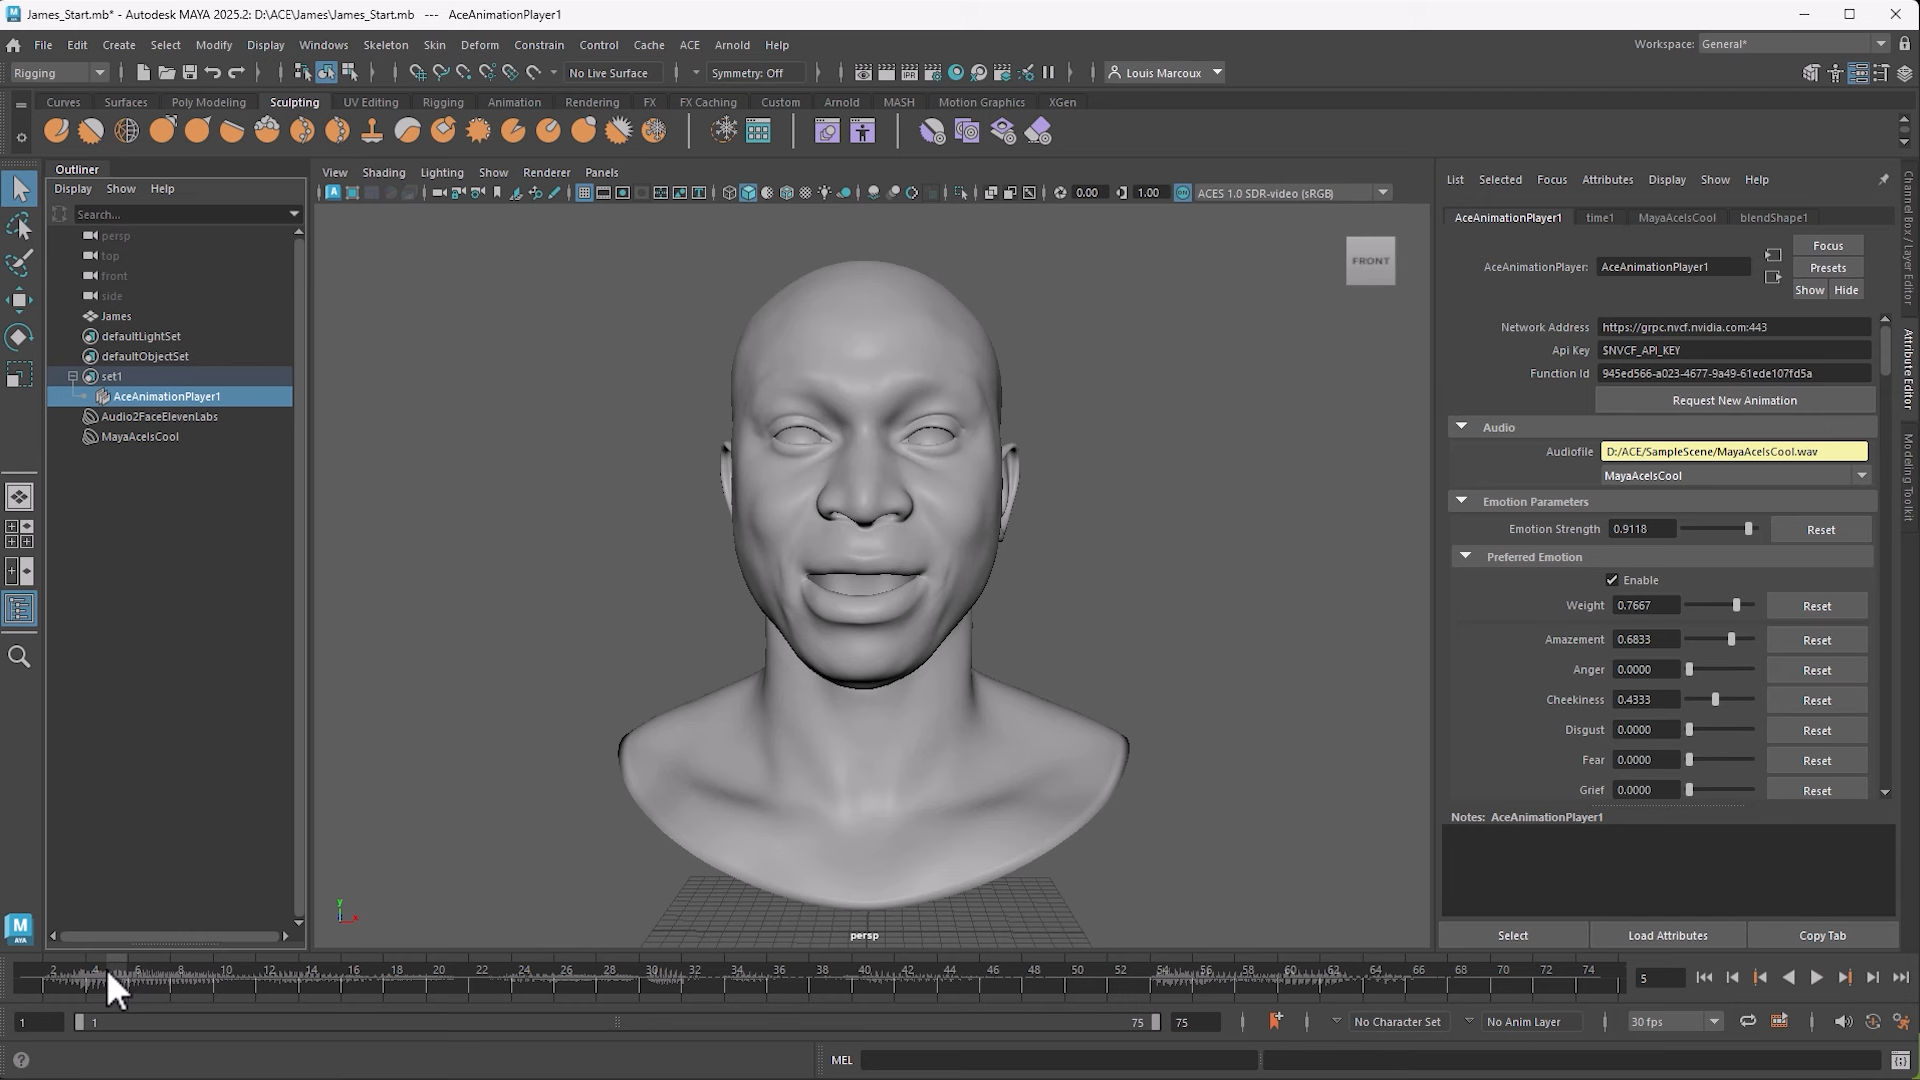 James_Start.mb* - Autodesk MAYA 2025.2: D:\ACE\James\James_Start.mb --- AceAnimationPlayer1
File Edit Create Select Modify Display Windows Skeleton Skin Deform Constrain Control Cache ACE Arnold Help
Workspace: General*
Rigging No Live Surface Symmetry: Off IPR Louis Marcoux
Curves Surfaces Poly Modeling Sculpting UV Editing Rigging Animation Rendering FX FX Caching Custom Arnold MASH Motion Graphics XGen
Outliner
Display Show Help
Search...
persp
top
front
side
James
defaultLightSet
defaultObjectSet
set1
AceAnimationPlayer1
Audio2FaceElevenLabs
MayaAceIsCool
View Shading Lighting Show Renderer Panels
0.00 1.00 ON ACES 1.0 SDR-video (sRGB)
FRONT
y
x
persp
List Selected Focus Attributes Display Show Help
AceAnimationPlayer1 time1 MayaAceIsCool blendShape1
AceAnimationPlayer: AceAnimationPlayer1
Focus
Presets
Show Hide
Network Address https://grpc.nvcf.nvidia.com:443
Api Key $NVCF_API_KEY
Function Id 945ed566-a023-4677-9a49-61ede107fd5a
Request New Animation
Audio
Audiofile D:/ACE/SampleScene/MayaAceIsCool.wav
MayaAceIsCool
Emotion Parameters
Emotion Strength 0.9118 Reset
Preferred Emotion
Enable
Weight 0.7667 Reset
Amazement 0.6833 Reset
Anger 0.0000 Reset
Cheekiness 0.4333 Reset
Disgust 0.0000 Reset
Fear 0.0000 Reset
Grief 0.0000 Reset
Notes: AceAnimationPlayer1
Select Load Attributes Copy Tab
Channel Box / Layer Editor
Attribute Editor
Modeling Toolkit
M
AYA
2 4 6 8 10 12 14 16 18 20 22 24 26 28 30 32 34 36 38 40 42 44 46 48 50 52 54 56 58 60 62 64 66 68 70 72 74
5
1 1 75 75 No Character Set No Anim Layer 30 fps
MEL